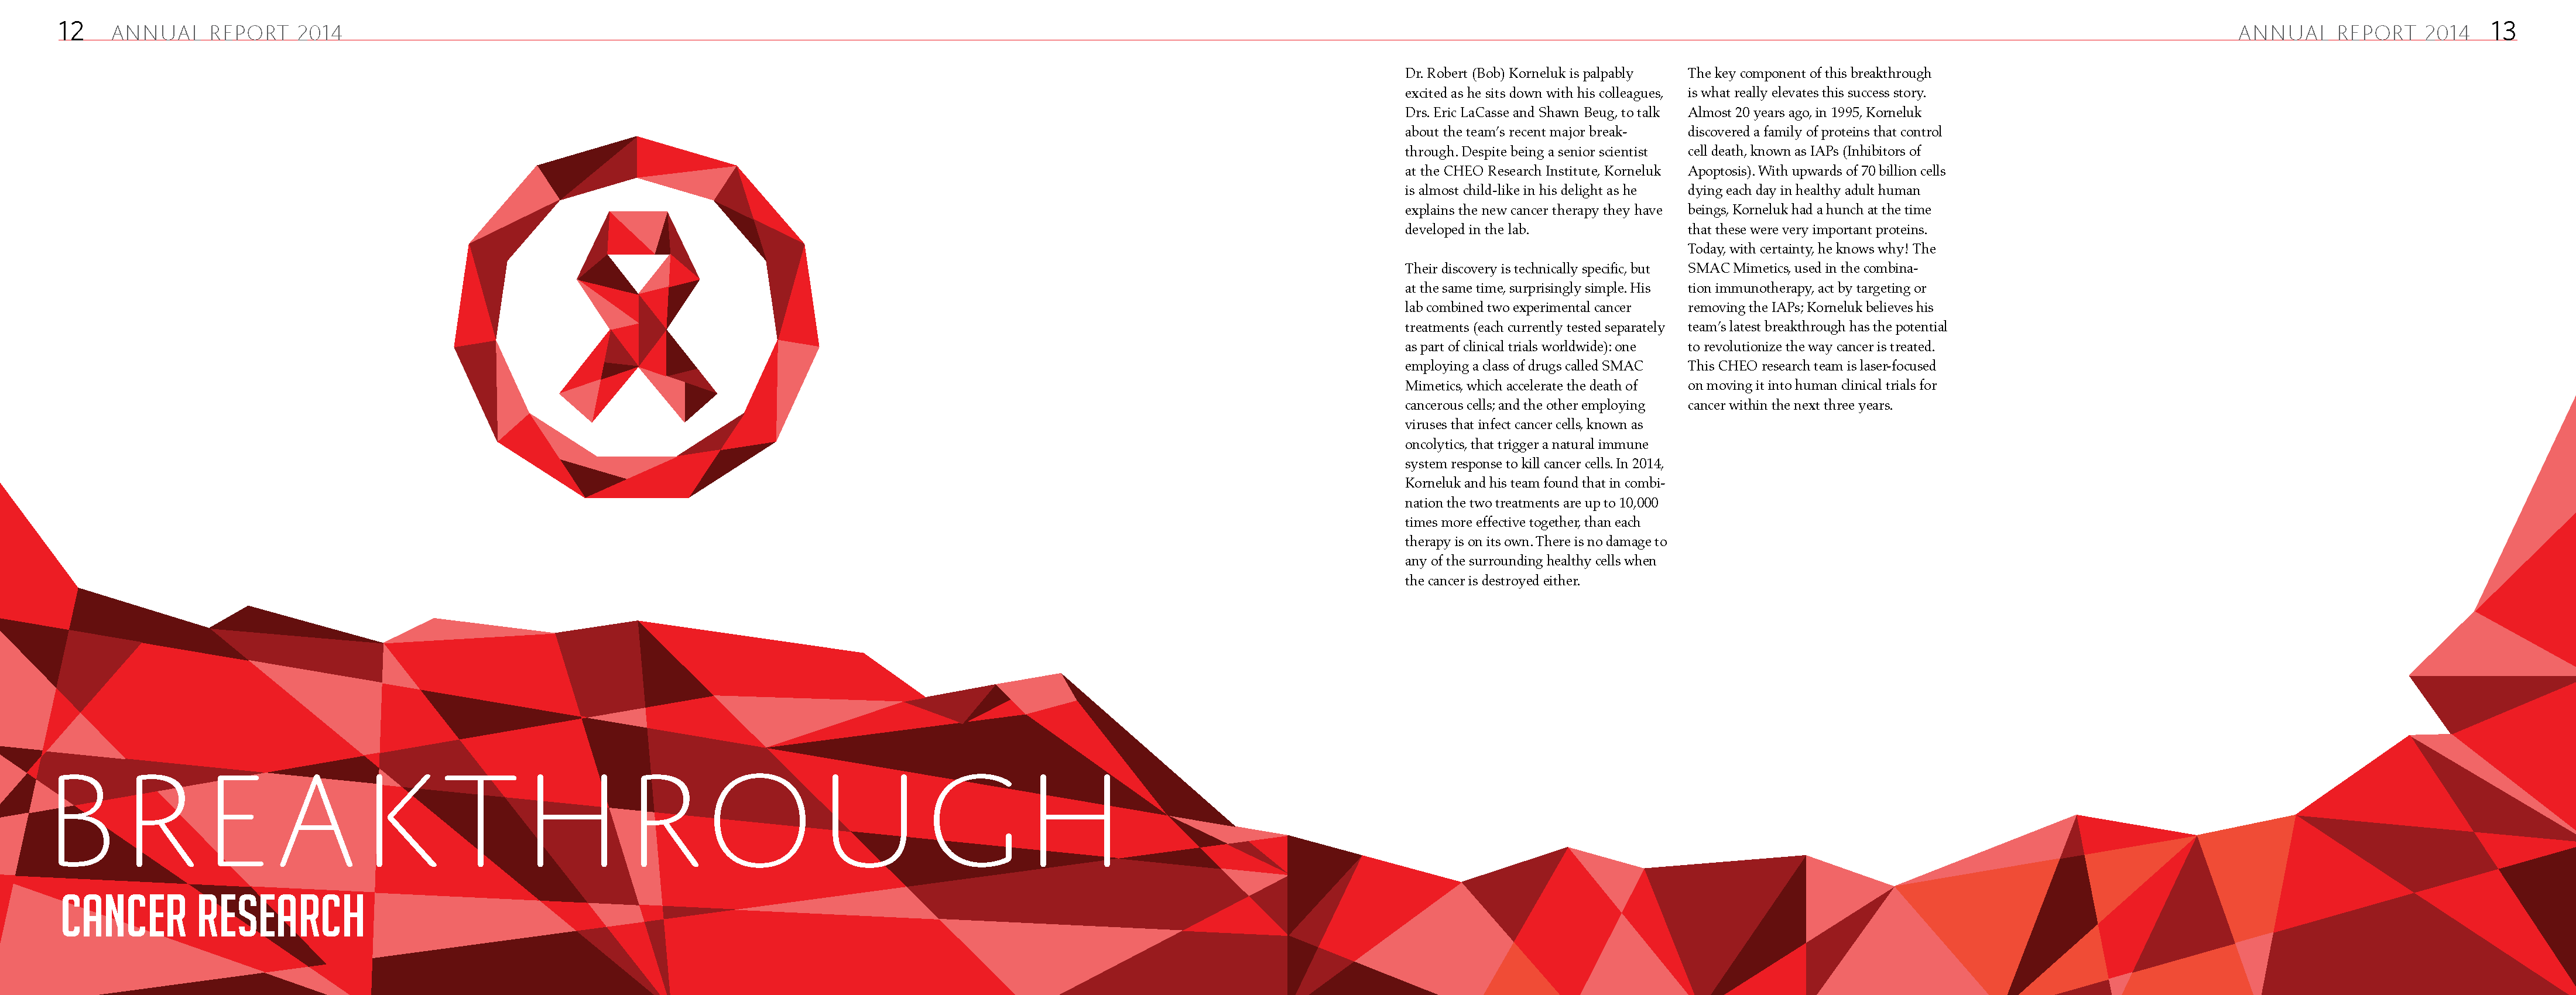 12 ANNUAL REPORT 2014
BREAKTHROUGH
CANCER RESEARCH
ANNUAL REPORT 2014 13
Dr. Robert (Bob) Korneluk is palpably
excited as he sits down with his colleagues,
Drs. Eric LaCasse and Shawn Beug, to talk
about the team's recent major break-
through. Despite being a senior scientist
at the CHEO Research Institute, Korneluk
is almost child-like in his delight as he
explains the new cancer therapy they have
developed in the lab.
Their discovery is technically specific, but
at the same time, surprisingly simple. His
lab combined two experimental cancer
treatments (each currently tested separately
as part of clinical trials worldwide): one
employing a class of drugs called SMAC
Mimetics, which accelerate the death of
cancerous cells; and the other employing
viruses that infect cancer cells, known as
oncolytics, that trigger a natural immune
system response to kill cancer cells. In 2014,
Korneluk and his team found that in combi-
nation the two treatments are up to 10,000
times more effective together, than each
therapy is on its own. There is no damage to
any of the surrounding healthy cells when
the cancer is destroyed either.
The key component of this breakthrough
is what really elevates this success story.
Almost 20 years ago, in 1995, Korneluk
discovered a family of proteins that control
cell death, known as IAPs (Inhibitors of
Apoptosis). With upwards of 70 billion cells
dying each day in healthy adult human
beings, Korneluk had a hunch at the time
that these were very important proteins.
Today, with certainty, he knows why! The
SMAC Mimetics, used in the combina-
tion immunotherapy, act by targeting or
removing the IAPs; Korneluk believes his
team's latest breakthrough has the potential
to revolutionize the way cancer is treated.
This CHEO research team is laser-focused
on moving it into human clinical trials for
cancer within the next three years.